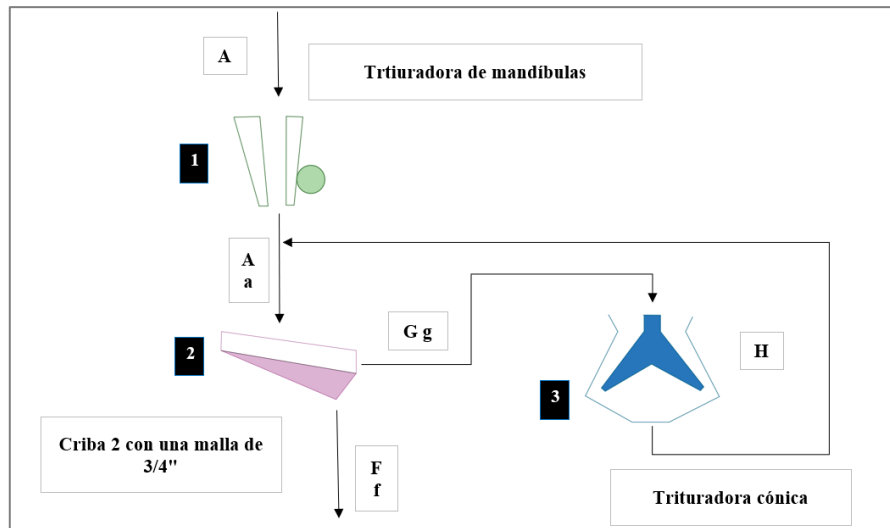 A
Trtiuradora de mandíbulas
1
A
a
G g
2
H
3
Criba 2 con una malla de
3/4"
F
f
Trituradora cónica